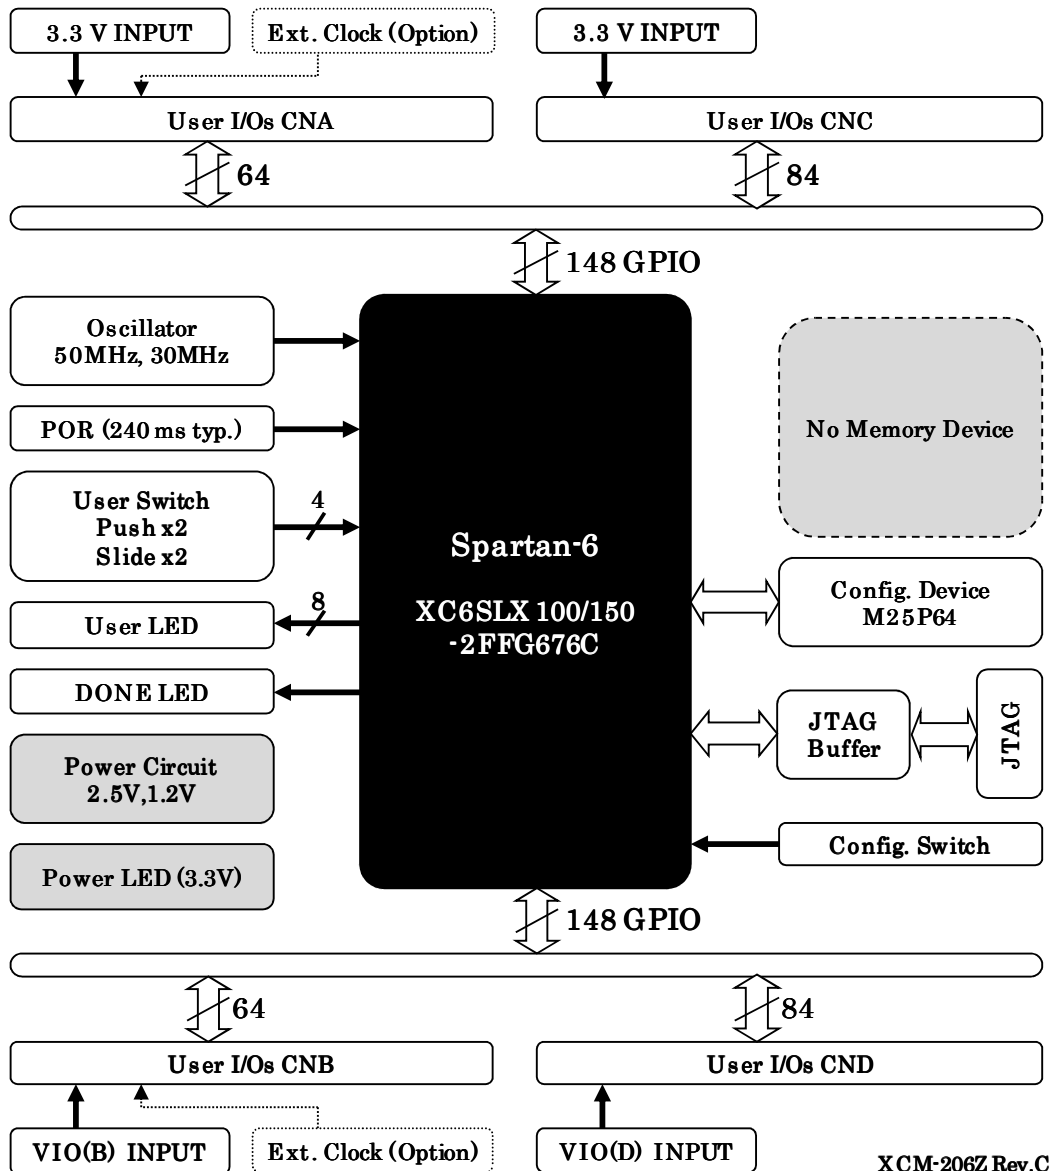 3.3 V INPUT
Ext. Clock (Option)
3.3 V INPUT
User I/Os CNA
User I/Os CNC
64
84
148 GPIO
Oscillator
50MHz, 30MHz
POR (240 ms typ.)
User Switch
Push x2
Slide x2
4
User LED
8
DONE LED
Power Circuit
2.5V,1.2V
Power LED (3.3V)
Spartan-6
XC6SLX 100/150
-2FFG676C
No Memory Device
Config. Device
M25P64
JTAG
Buffer
JTAG
Config. Switch
148 GPIO
64
84
User I/Os CNB
User I/Os CND
VIO(B) INPUT
Ext. Clock (Option)
VIO(D) INPUT
XCM-206Z Rev.C